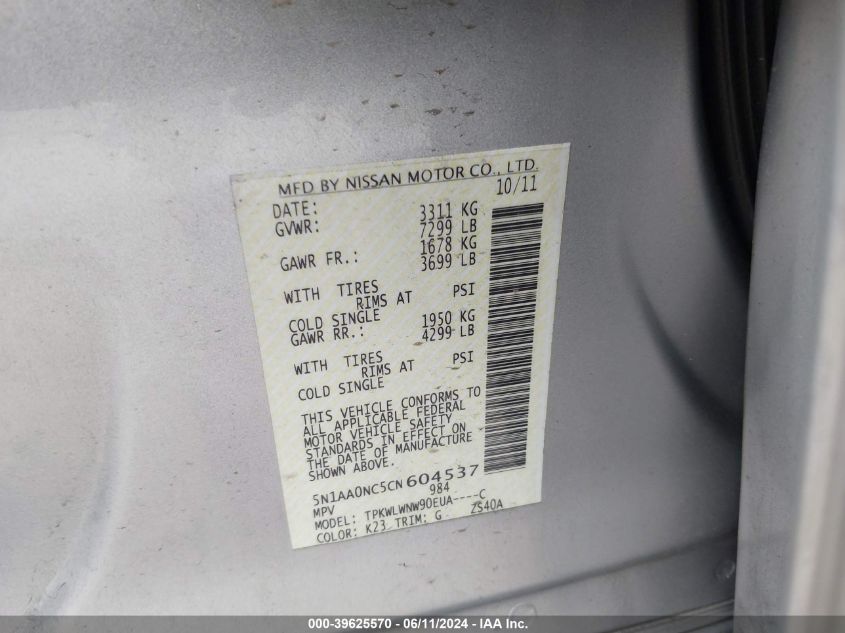 MFD BY NISSAN MOTOR CO., LTD.
DATE: 10/11
GVWR: 3311 KG
7299 LB
GAWR FR.: 1678 KG
3699 LB
WITH TIRES
RIMS AT PSI
COLD SINGLE
GAWR RR.: 1950 KG
4299 LB
WITH TIRES
RIMS AT PSI
COLD SINGLE
THIS VEHICLE CONFORMS TO
ALL APPLICABLE FEDERAL
MOTOR VEHICLE SAFETY
STANDARDS IN EFFECT ON
THE DATE OF MANUFACTURE
SHOWN ABOVE.
5N1AA0NC5CN604537
MPV 984
MODEL: TPKWLWNW90EUA----C
COLOR: K23 TRIM: G ZS40A
000-39625570 - 06/11/2024 - IAA Inc.